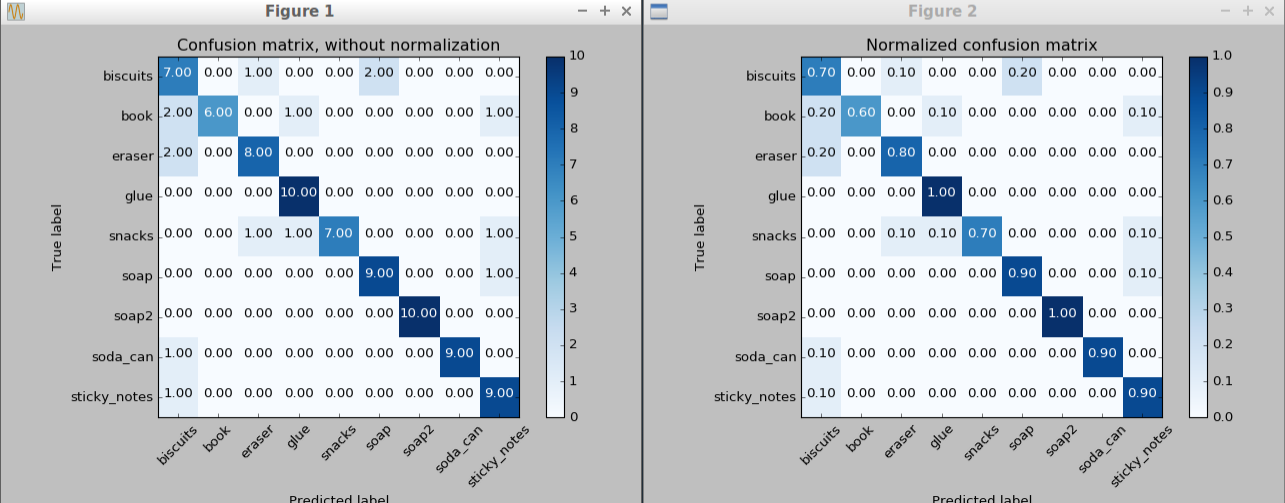 Figure 1
Confusion matrix, without normalization
biscuits 7.00 0.00 1.00 0.00 0.00 2.00 0.00 0.00 0.00
book 2.00 6.00 0.00 1.00 0.00 0.00 0.00 0.00 1.00
eraser 2.00 0.00 8.00 0.00 0.00 0.00 0.00 0.00 0.00
glue 0.00 0.00 0.00 10.00 0.00 0.00 0.00 0.00 0.00
snacks 0.00 0.00 1.00 1.00 7.00 0.00 0.00 0.00 1.00
soap 0.00 0.00 0.00 0.00 0.00 9.00 0.00 0.00 1.00
soap2 0.00 0.00 0.00 0.00 0.00 0.00 10.00 0.00 0.00
soda_can 1.00 0.00 0.00 0.00 0.00 0.00 0.00 9.00 0.00
sticky_notes 1.00 0.00 0.00 0.00 0.00 0.00 0.00 0.00 9.00
True label
biscuits book eraser glue snacks soap soap2 soda_can sticky_notes
Predicted label
10
9
8
7
6
5
4
3
2
1
0
Figure 2
Normalized confusion matrix
biscuits 0.70 0.00 0.10 0.00 0.00 0.20 0.00 0.00 0.00
book 0.20 0.60 0.00 0.10 0.00 0.00 0.00 0.00 0.10
eraser 0.20 0.00 0.80 0.00 0.00 0.00 0.00 0.00 0.00
glue 0.00 0.00 0.00 1.00 0.00 0.00 0.00 0.00 0.00
snacks 0.00 0.00 0.10 0.10 0.70 0.00 0.00 0.00 0.10
soap 0.00 0.00 0.00 0.00 0.00 0.90 0.00 0.00 0.10
soap2 0.00 0.00 0.00 0.00 0.00 0.00 1.00 0.00 0.00
soda_can 0.10 0.00 0.00 0.00 0.00 0.00 0.00 0.90 0.00
sticky_notes 0.10 0.00 0.00 0.00 0.00 0.00 0.00 0.00 0.90
True label
biscuits book eraser glue snacks soap soap2 soda_can sticky_notes
Predicted label
1.0
0.9
0.8
0.7
0.6
0.5
0.4
0.3
0.2
0.1
0.0